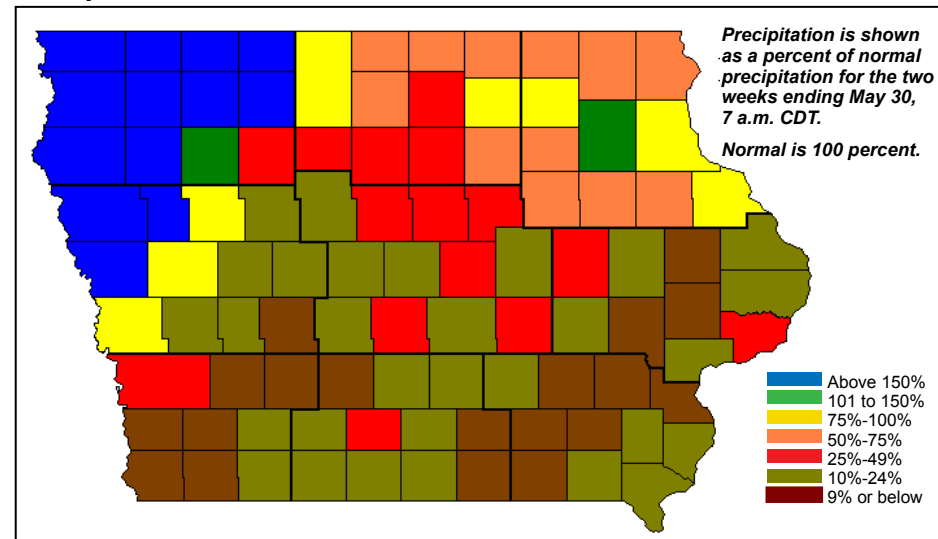 Precipitation is shown
as a percent of normal
precipitation for the two
weeks ending May 30,
7 a.m. CDT.
Normal is 100 percent.
Above 150%
101 to 150%
75%-100%
50%-75%
25%-49%
10%-24%
9% or below